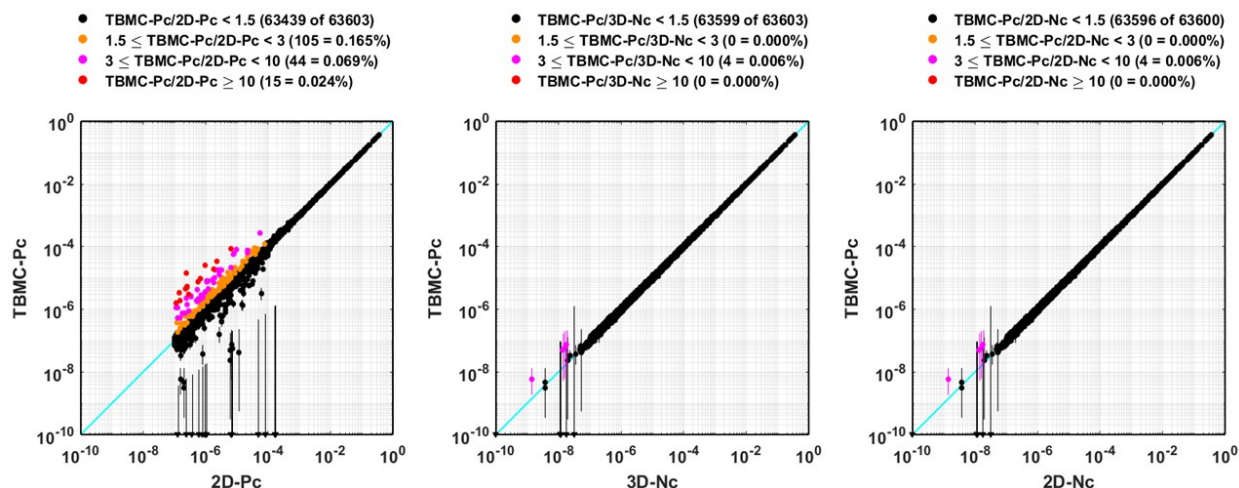 TBMC-Pc/2D-Pc < 1.5 (63439 of 63603)
1.5 ≤ TBMC-Pc/2D-Pc < 3 (105 = 0.165%)
3 ≤ TBMC-Pc/2D-Pc < 10 (44 = 0.069%)
TBMC-Pc/2D-Pc ≥ 10 (15 = 0.024%)
10^0
10^-2
10^-4
10^-6
10^-8
10^-10
TBMC-Pc
10^-10 10^-8 10^-6 10^-4 10^-2 10^0
2D-Pc
TBMC-Pc/3D-Nc < 1.5 (63599 of 63603)
1.5 ≤ TBMC-Pc/3D-Nc < 3 (0 = 0.000%)
3 ≤ TBMC-Pc/3D-Nc < 10 (4 = 0.006%)
TBMC-Pc/3D-Nc ≥ 10 (0 = 0.000%)
10^0
10^-2
10^-4
10^-6
10^-8
10^-10
TBMC-Pc
10^-10 10^-8 10^-6 10^-4 10^-2 10^0
3D-Nc
TBMC-Pc/2D-Nc < 1.5 (63596 of 63600)
1.5 ≤ TBMC-Pc/2D-Nc < 3 (0 = 0.000%)
3 ≤ TBMC-Pc/2D-Nc < 10 (4 = 0.006%)
TBMC-Pc/2D-Nc ≥ 10 (0 = 0.000%)
10^0
10^-2
10^-4
10^-6
10^-8
10^-10
TBMC-Pc
10^-10 10^-8 10^-6 10^-4 10^-2 10^0
2D-Nc